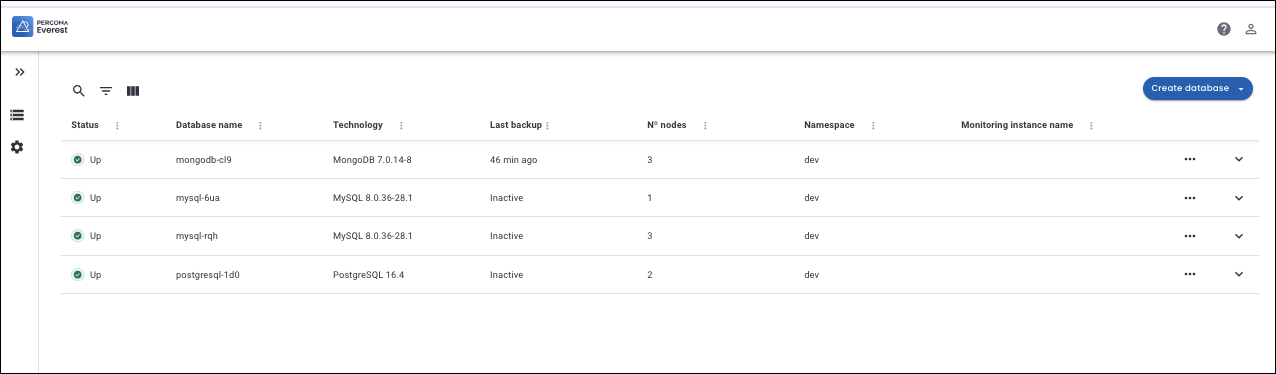 PERCONA
Everest
Create database
Status Database name Technology Last backup Nº nodes Namespace Monitoring instance name
Up mongodb-cl9 MongoDB 7.0.14-8 46 min ago 3 dev
Up mysql-6ua MySQL 8.0.36-28.1 Inactive 1 dev
Up mysql-rqh MySQL 8.0.36-28.1 Inactive 3 dev
Up postgresql-1d0 PostgreSQL 16.4 Inactive 2 dev